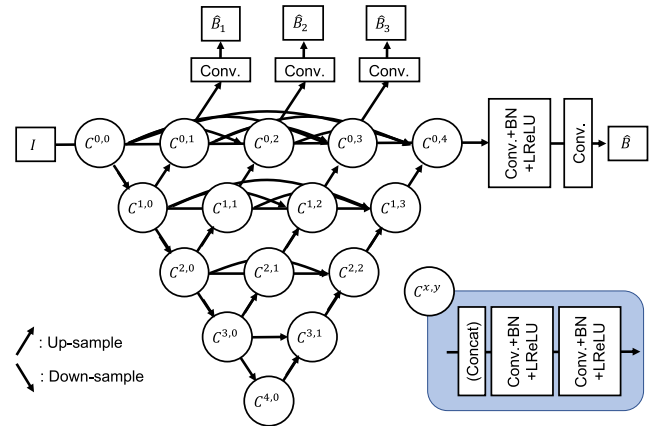 B̂₁
B̂₂
B̂₃
Conv.
Conv.
Conv.
I
C⁰,⁰
C⁰,¹
C⁰,²
C⁰,³
C⁰,⁴
Conv.+BN
+LReLU
Conv.
B̂
C¹,⁰
C¹,¹
C¹,²
C¹,³
C²,⁰
C²,¹
C²,²
Cˣ,ʸ
C³,⁰
C³,¹
(Concat)
Conv.+BN
+LReLU
Conv.+BN
+LReLU
: Up-sample
: Down-sample
C⁴,⁰